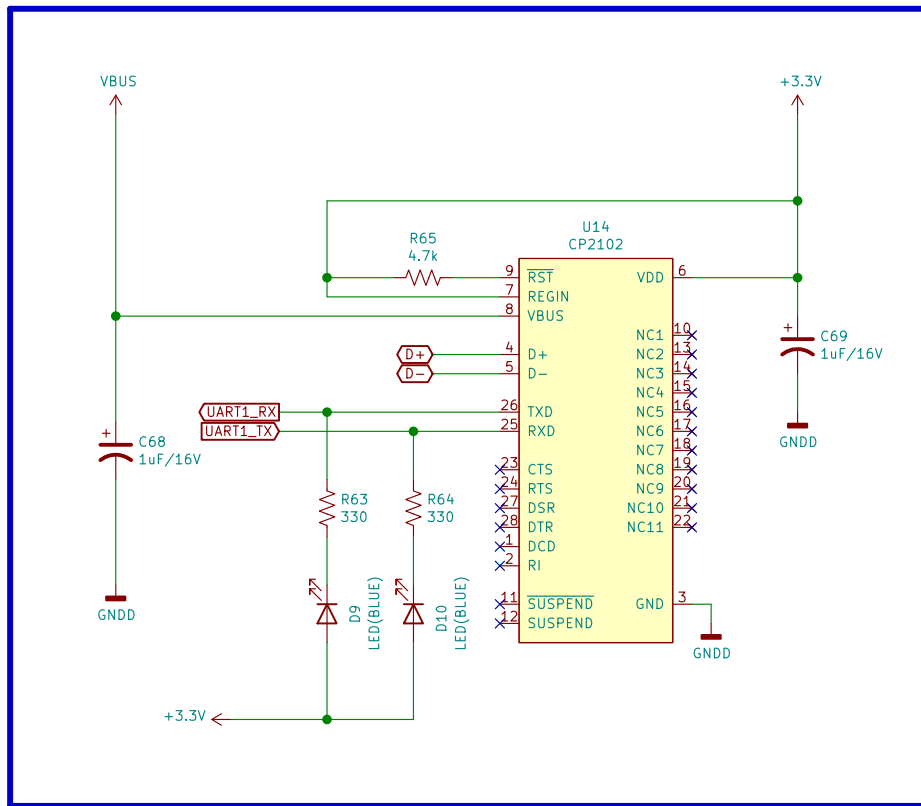 VBUS
+3.3V
U14
CP2102
R65
4.7k
9 RST
7 REGIN
8 VBUS
VDD 6
D+ 4 D+
D- 5 D-
UART1_RX 26 TXD
UART1_TX 25 RXD
23 CTS
24 RTS
27 DSR
28 DTR
1 DCD
2 RI
11 SUSPEND
12 SUSPEND
NC1 10
NC2 13
NC3 14
NC4 15
NC5 16
NC6 17
NC7 18
NC8 19
NC9 20
NC10 21
NC11 22
GND 3
GNDD
+
C69
1uF/16V
GNDD
+
C68
1uF/16V
GNDD
R63
330
R64
330
D9
LED(BLUE)
D10
LED(BLUE)
+3.3V